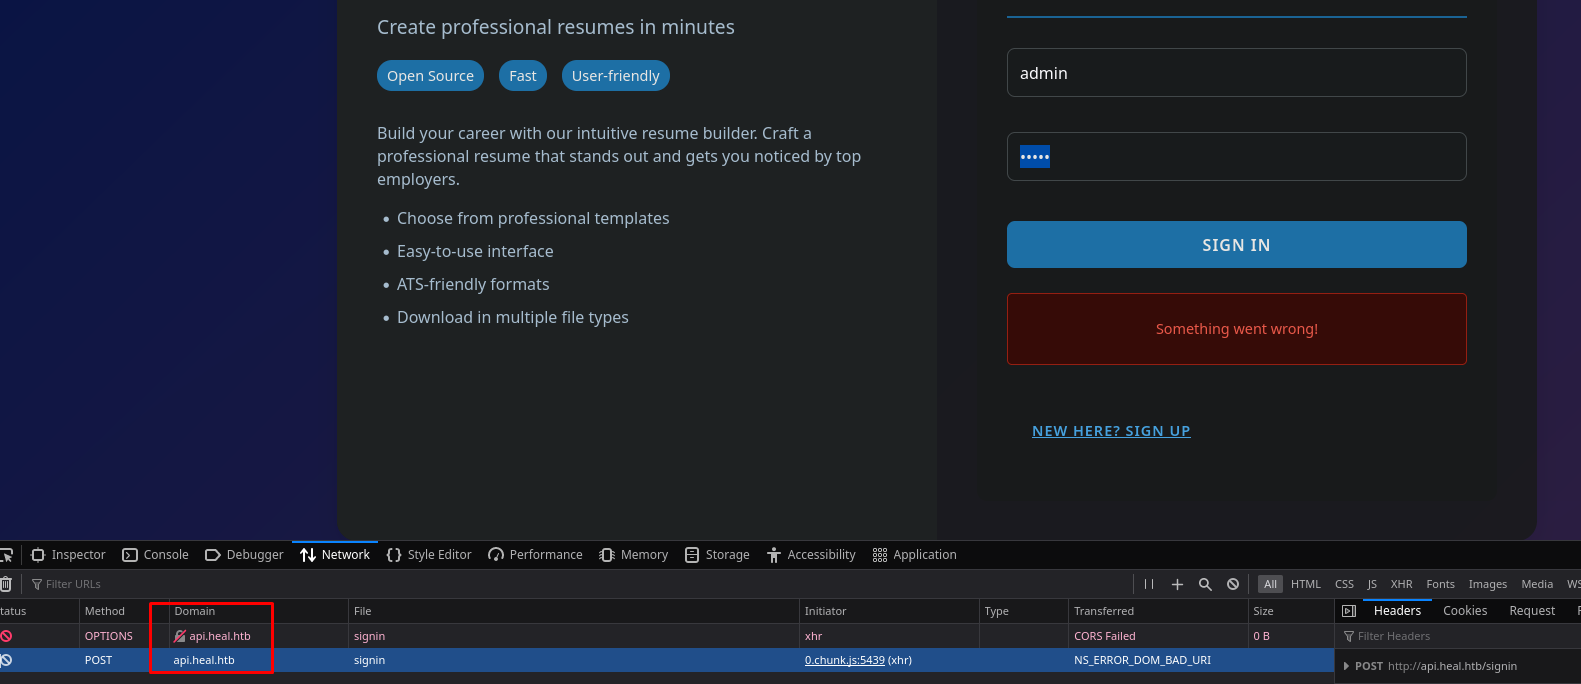 Create professional resumes in minutes
Open Source Fast User-friendly
Build your career with our intuitive resume builder. Craft a
professional resume that stands out and gets you noticed by top
employers.
• Choose from professional templates
• Easy-to-use interface
• ATS-friendly formats
• Download in multiple file types
admin
•••••
SIGN IN
Something went wrong!
NEW HERE? SIGN UP
Inspector Console Debugger Network Style Editor Performance Memory Storage Accessibility Application
Filter URLs All HTML CSS JS XHR Fonts Images Media WS
tatus Method Domain File Initiator Type Transferred Size Headers Cookies Request
OPTIONS api.heal.htb signin xhr CORS Failed 0 B Filter Headers
POST api.heal.htb signin 0.chunk.js:5439 (xhr) NS_ERROR_DOM_BAD_URI POST http://api.heal.htb/signin